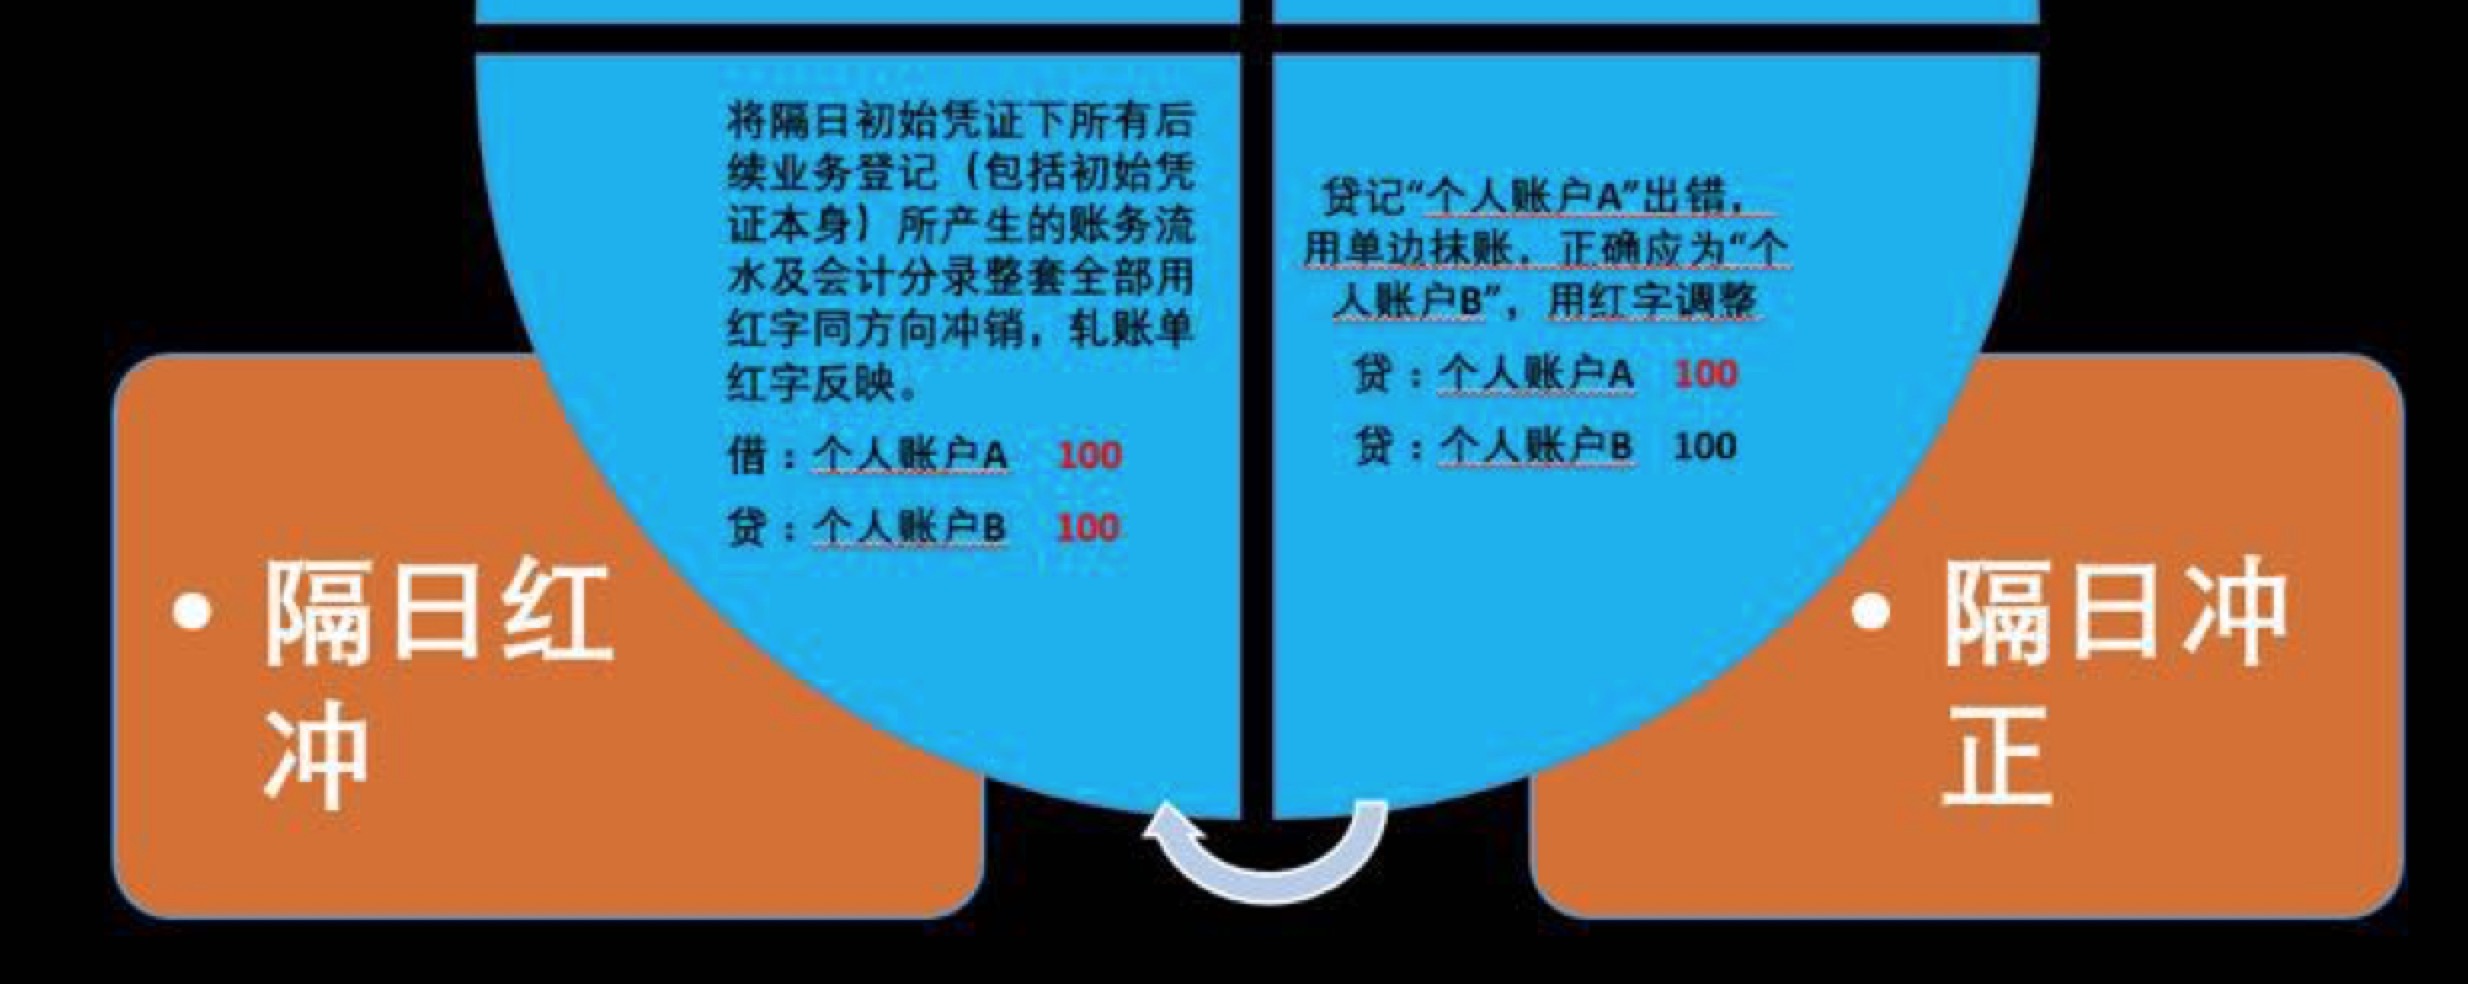 将隔日初始凭证下所有后
续业务登记（包括初始凭
证本身）所产生的账务流
水及会计分录整套全部用
红字同方向冲销，轧账单
红字反映。
借：个人账户A 100
贷：个人账户B 100
贷记“个人账户A”出错，
用单边抹账，正确应为“个
人账户B”，用红字调整
贷：个人账户A 100
贷：个人账户B 100
• 隔日红
冲
• 隔日冲
正